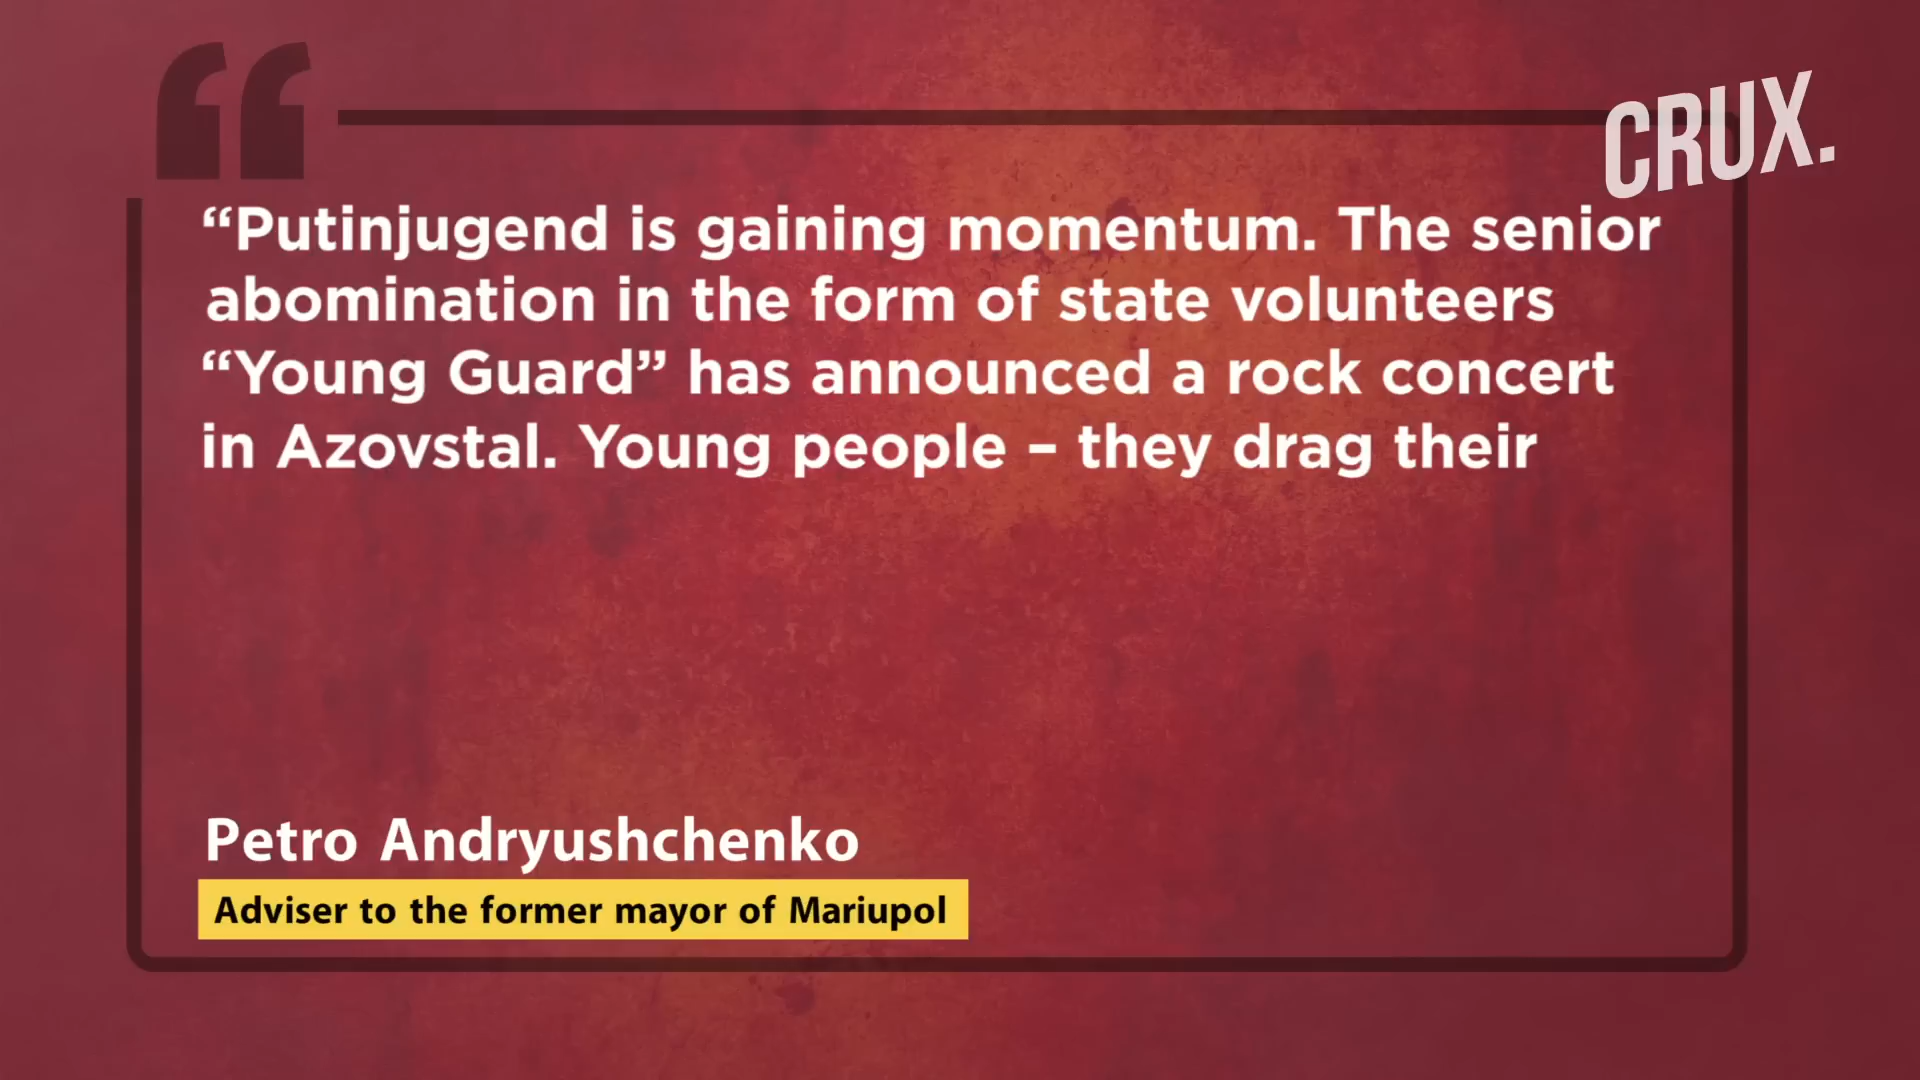 CRUX.
“Putinjugend is gaining momentum. The senior
abomination in the form of state volunteers
“Young Guard” has announced a rock concert
in Azovstal. Young people – they drag their
Petro Andryushchenko
Adviser to the former mayor of Mariupol